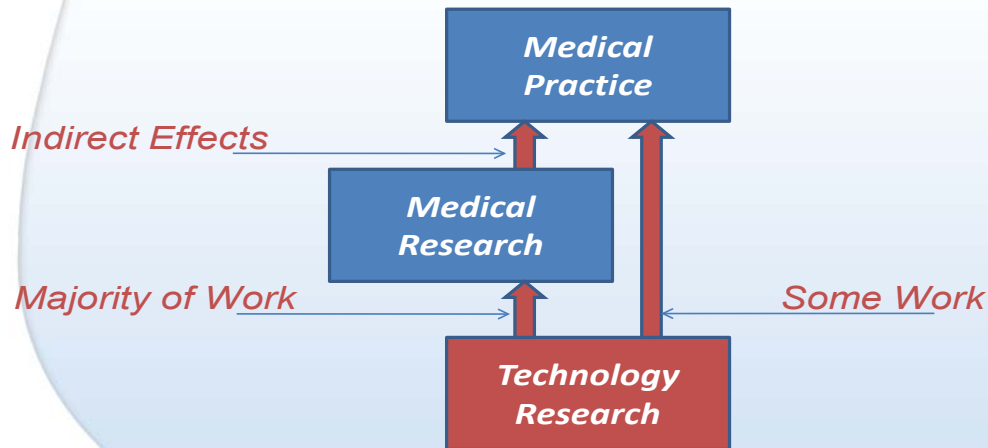 Medical
Practice
Indirect Effects
Medical
Research
Majority of Work
Some Work
Technology
Research